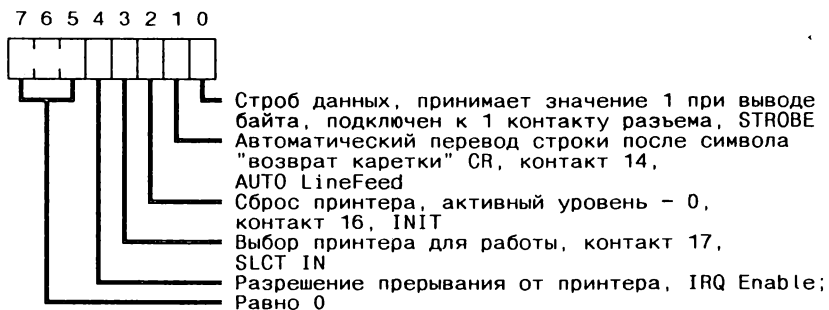 7 6 5 4 3 2 1 0
Строб данных, принимает значение 1 при выводе
байта, подключен к 1 контакту разъема, STROBE
Автоматический перевод строки после символа
"возврат каретки" CR, контакт 14,
AUTO LineFeed
Сброс принтера, активный уровень - 0,
контакт 16, INIT
Выбор принтера для работы, контакт 17,
SLCT IN
Разрешение прерывания от принтера, IRQ Enable;
Равно 0